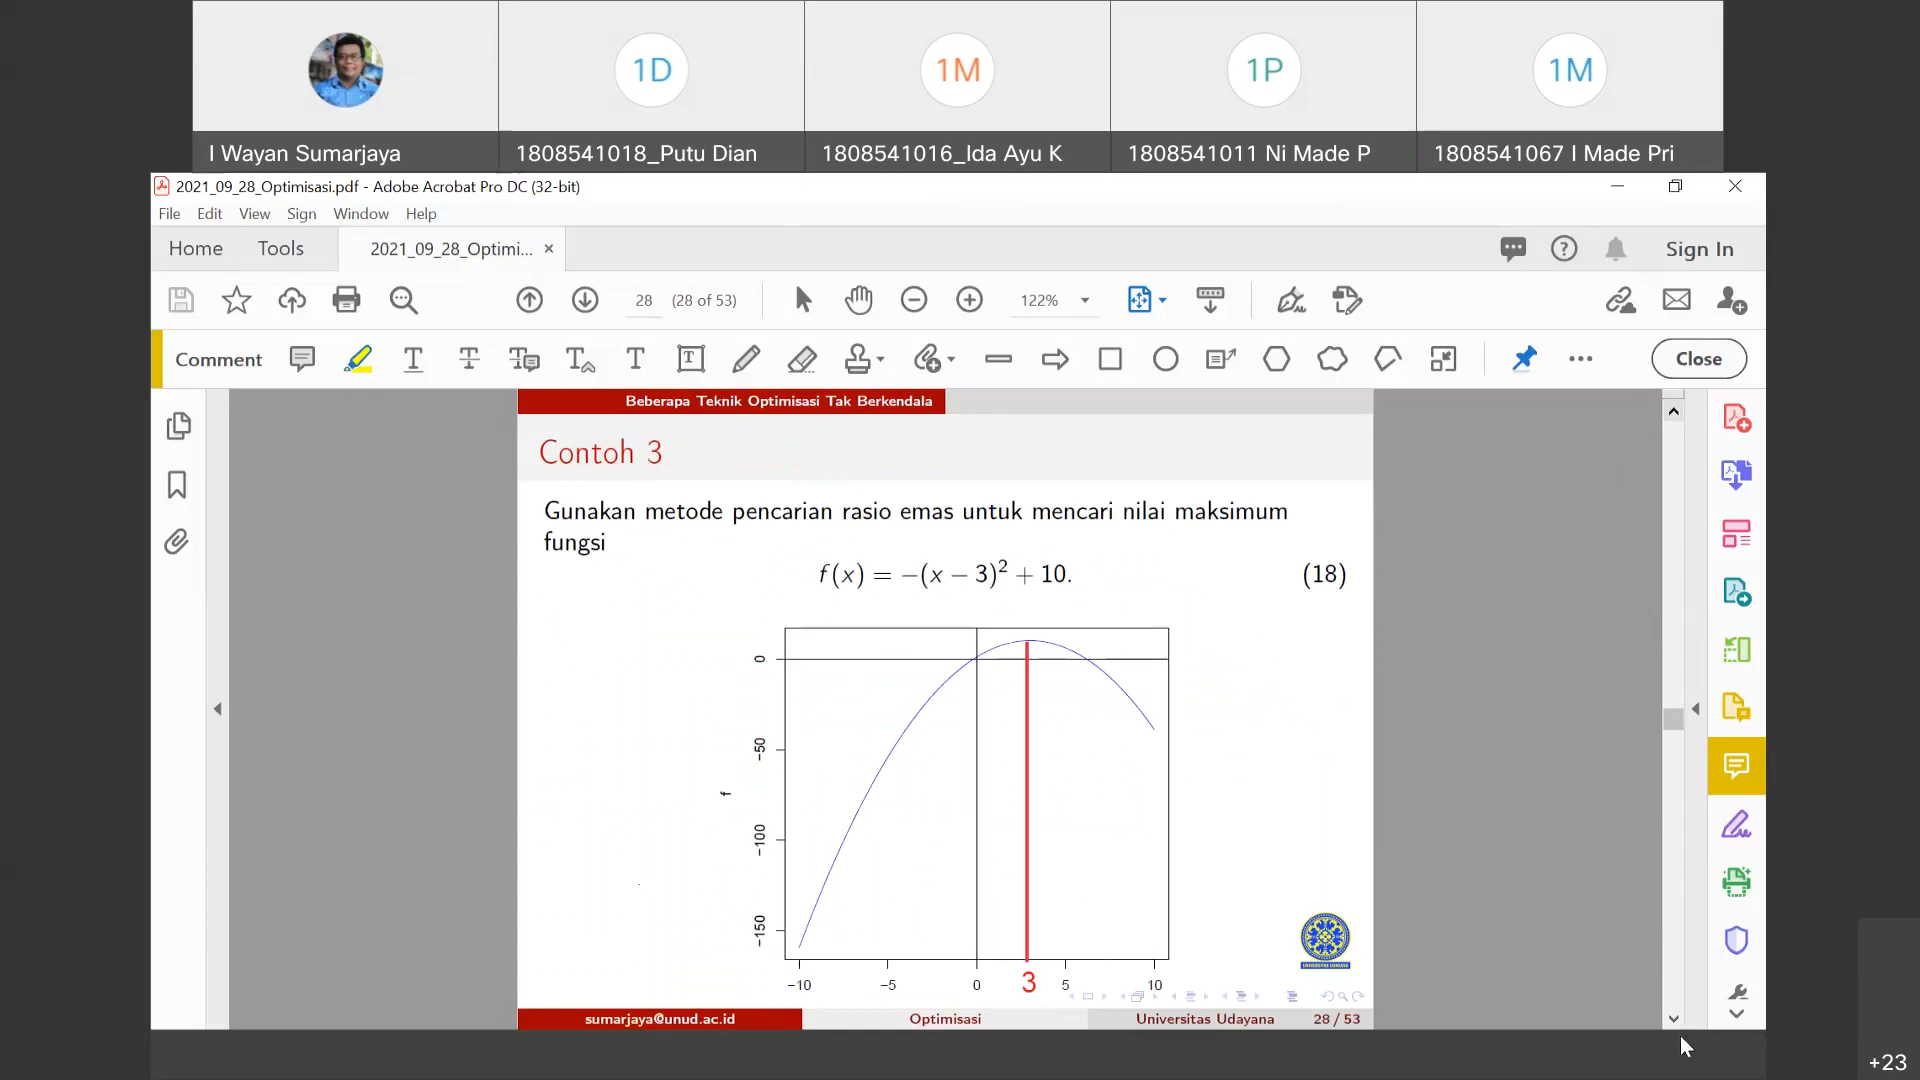 1D
1M
1P
1M
I Wayan Sumarjaya
1808541018_Putu Dian
1808541016_Ida Ayu K
1808541011 Ni Made P
1808541067 I Made Pri
2021_09_28_Optimisasi.pdf - Adobe Acrobat Pro DC (32-bit)
File Edit View Sign Window Help
Home Tools 2021_09_28_Optimi... × Sign In
28 (28 of 53) 122%
Comment Close
Beberapa Teknik Optimisasi Tak Berkendala
Contoh 3
Gunakan metode pencarian rasio emas untuk mencari nilai maksimum
fungsi
f(x) = −(x − 3)² + 10. (18)
0
−50
−100
−150
f
−10 −5 0 3 5 10
UNIVERSITAS UDAYANA
sumarjaya@unud.ac.id Optimisasi Universitas Udayana 28 / 53
+23